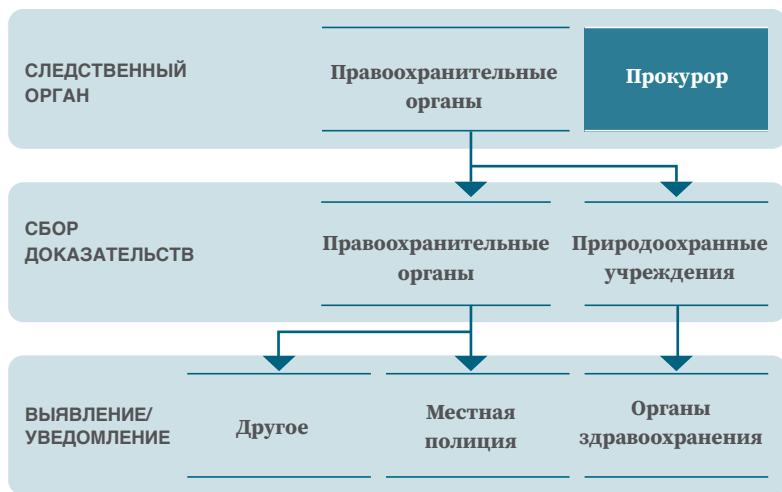 СЛЕДСТВЕННЫЙ
ОРГАН
Правоохранительные
органы
Прокурор
СБОР
ДОКАЗАТЕЛЬСТВ
Правоохранительные
органы
Природоохранные
учреждения
ВЫЯВЛЕНИЕ/
УВЕДОМЛЕНИЕ
Другое
Местная
полиция
Органы
здравоохранения